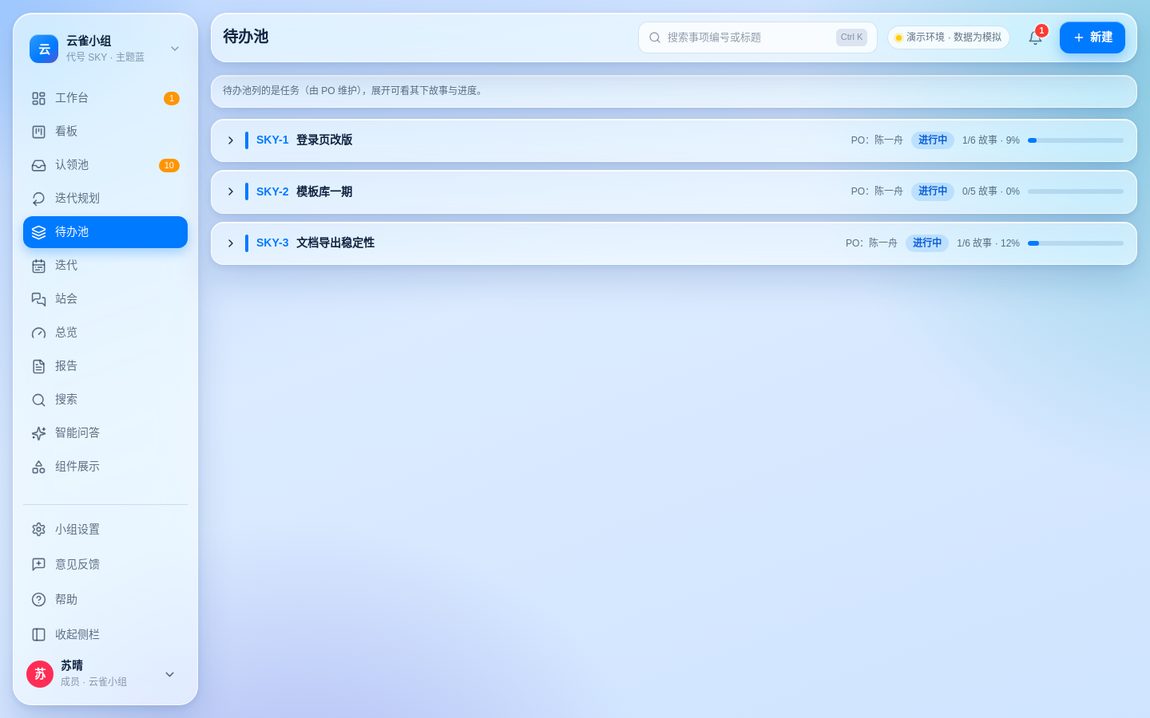 云
云雀小组
代号 SKY · 主题蓝
工作台 1
看板
认领池 10
迭代规划
待办池
迭代
站会
总览
报告
搜索
智能问答
组件展示
小组设置
意见反馈
帮助
收起侧栏
苏
苏晴
成员 · 云雀小组
待办池
搜索事项编号或标题 Ctrl K
演示环境 · 数据为模拟
1
新建
待办池列的是任务（由 PO 维护），展开可看其下故事与进度。
SKY-1 登录页改版 PO：陈一舟 进行中 1/6 故事 · 9%
SKY-2 模板库一期 PO：陈一舟 进行中 0/5 故事 · 0%
SKY-3 文档导出稳定性 PO：陈一舟 进行中 1/6 故事 · 12%